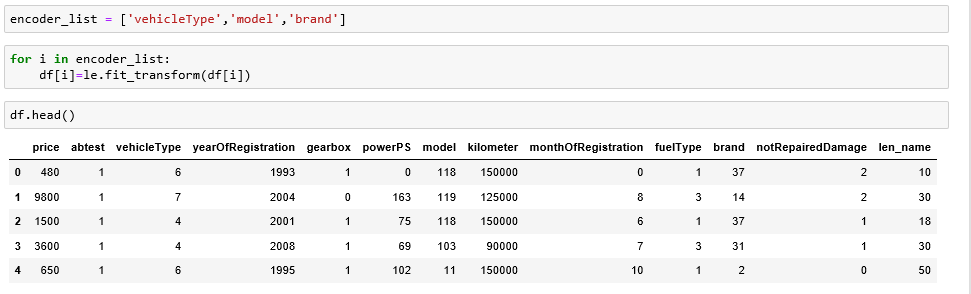 encoder_list = ['vehicleType','model','brand']
for i in encoder_list:
    df[i]=le.fit_transform(df[i])
df.head()
price abtest vehicleType yearOfRegistration gearbox powerPS model kilometer monthOfRegistration fuelType brand notRepairedDamage len_name
0 480 1 6 1993 1 0 118 150000 0 1 37 2 10
1 9800 1 7 2004 0 163 119 125000 8 3 14 2 30
2 1500 1 4 2001 1 75 118 150000 6 1 37 1 18
3 3600 1 4 2008 1 69 103 90000 7 3 31 1 30
4 650 1 6 1995 1 102 11 150000 10 1 2 0 50